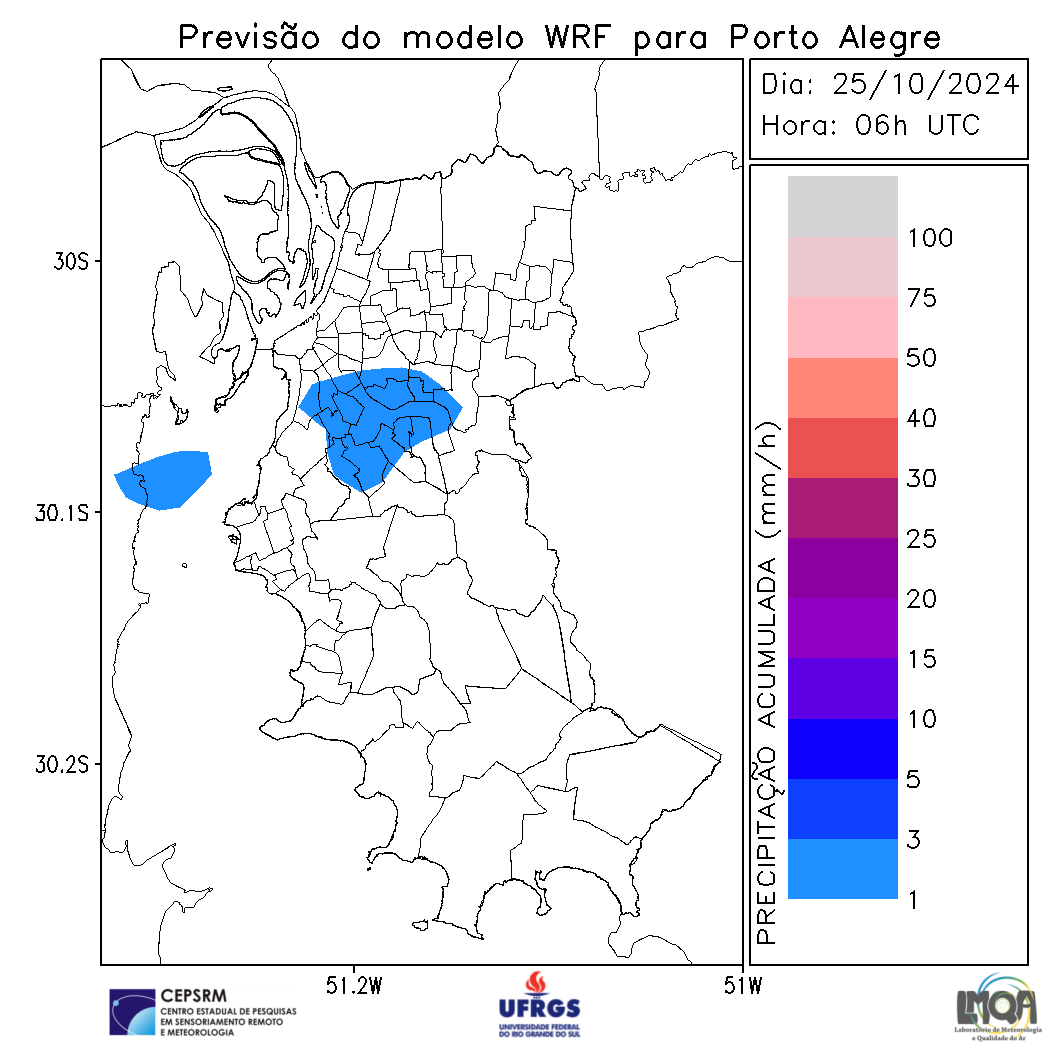 Previsão do modelo WRF para Porto Alegre
Dia: 25/10/2024
Hora: 06h UTC
30S
30.1S
30.2S
51.2W
51W
PRECIPITAÇÃO ACUMULADA (mm/h)
100
75
50
40
30
25
20
15
10
5
3
1
CEPSRM
CENTRO ESTADUAL DE PESQUISAS
EM SENSORIAMENTO REMOTO
E METEOROLOGIA
UFRGS
UNIVERSIDADE FEDERAL
DO RIO GRANDE DO SUL
LMQA
Laboratório de Meteorologia
e Qualidade do Ar